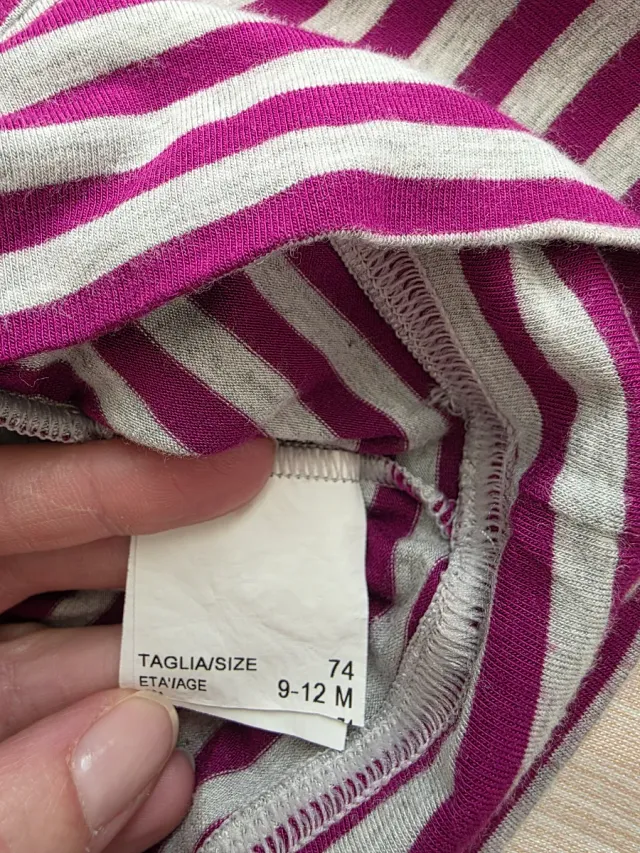 TAGLIA/SIZE 74
ETA'/AGE 9-12 M